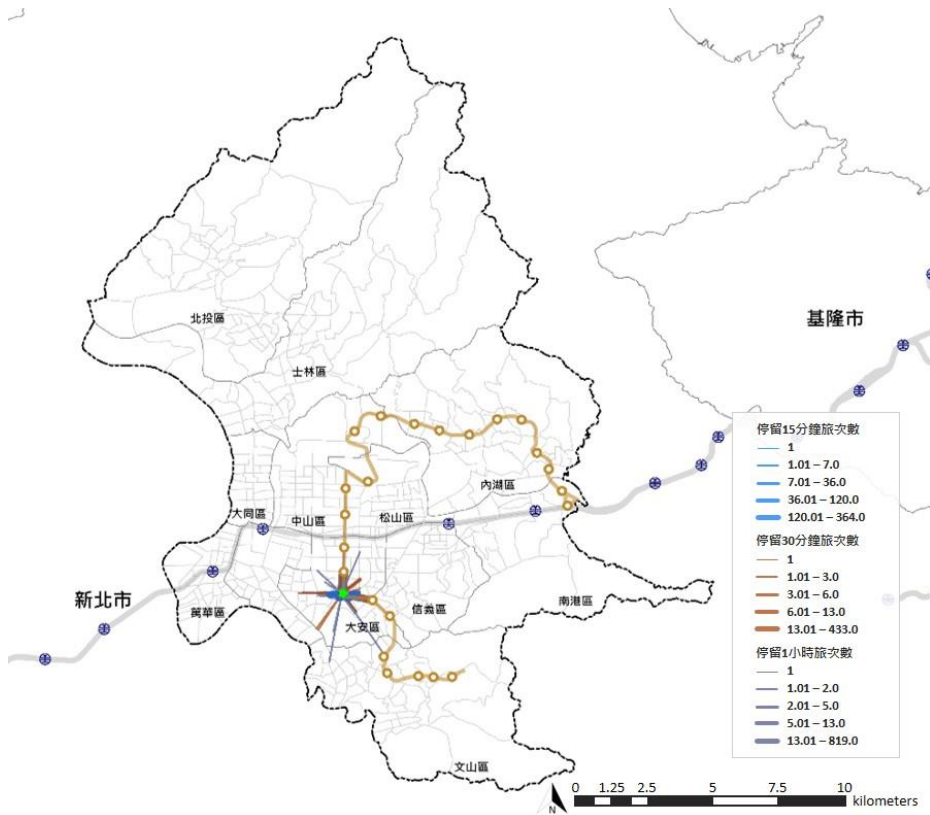 北投區
基隆市
士林區
停留15分鐘旅次數
1
1.01 – 7.0
7.01 – 36.0
36.01 – 120.0
120.01 – 364.0
內湖區
大同區
中山區
松山區
停留30分鐘旅次數
1
1.01 – 3.0
3.01 – 6.0
6.01 – 13.0
13.01 – 433.0
新北市
萬華區
大安區
信義區
南港區
停留1小時旅次數
1
1.01 – 2.0
2.01 – 5.0
5.01 – 13.0
13.01 – 819.0
文山區
N
0 1.25 2.5 5 7.5 10
kilometers